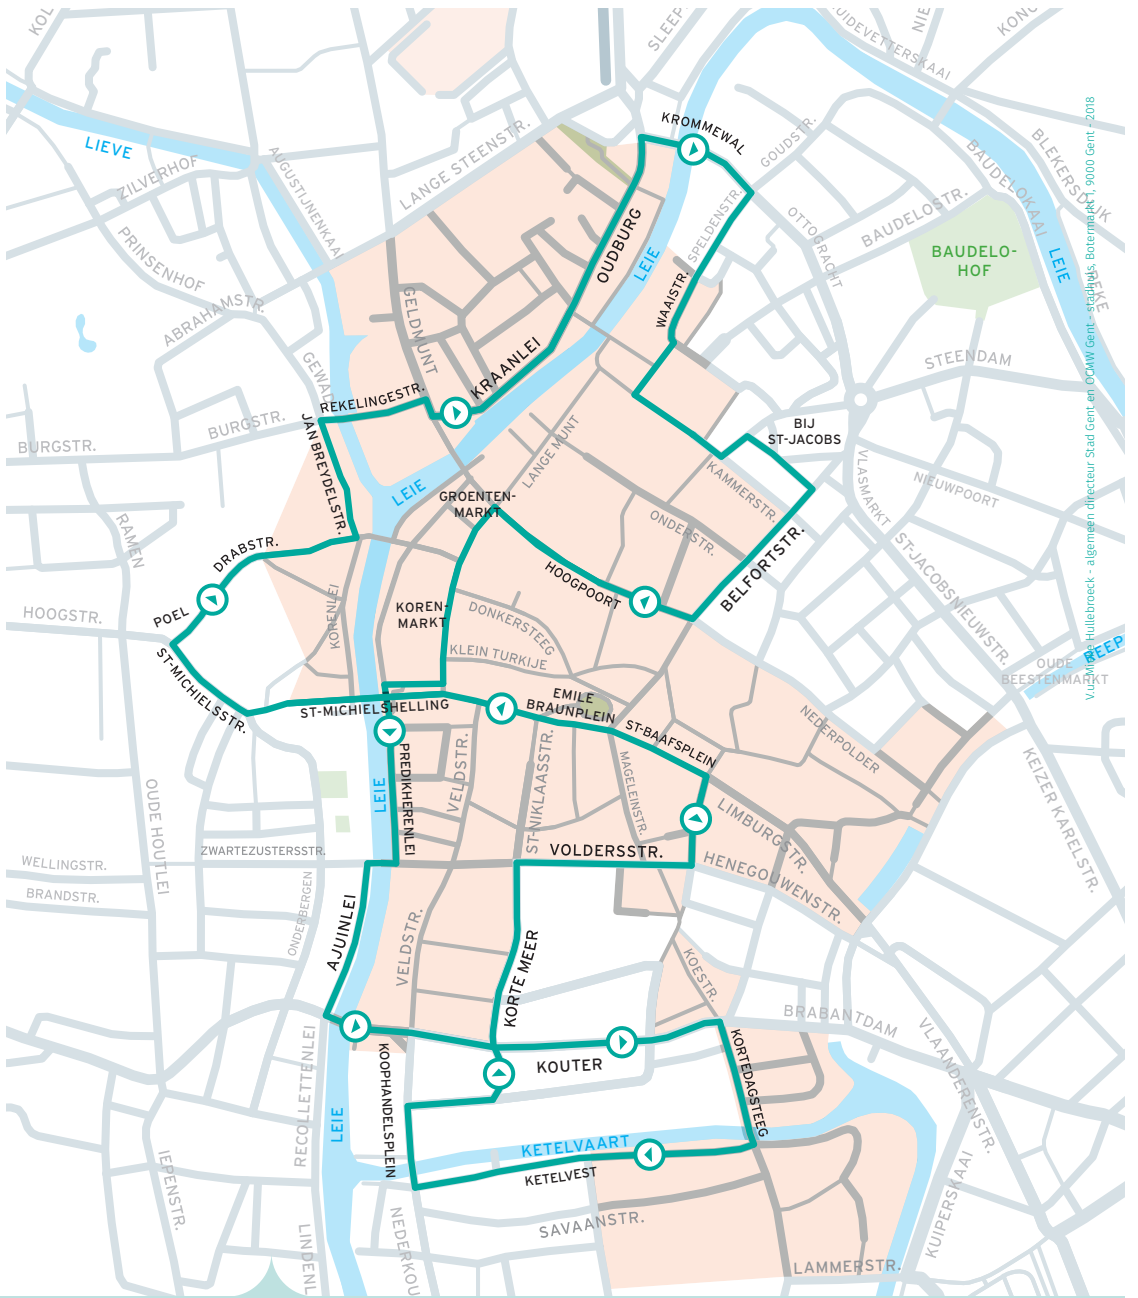 KROMMEWAL
GOUDSTR.
BAUDELOKAAI
LIEVE
AUGUSTIJNENKAAI
LANGE STEENSTR.
ZILVERHOF
SPELDENSTR.
OTTOGRACHT
BAUDELOSTR.
OUDBURG
LEIE
BAUDELO-
HOF
LEIE
PRINSENHOF
ABRAHAMSTR.
GELDMUNT
WAAISTR.
STEENDAM
KRAANLEI
REKELINGESTR.
BURGSTR.
BURGSTR.
JAN BREYDELSTR.
LANGE MUNT
BIJ
ST-JACOBS
KAMMERSTR.
VLASMARKT
NIEUWPOORT
LEIE
GROENTEN-
MARKT
ONDERSTR.
BELFORTSTR.
ST-JACOBSNIEUWSTR.
RAMEN
DRABSTR.
HOOGPOORT
POEL
HOOGSTR.
KORENLEI
KOREN-
MARKT
DONKERSTEEG
KLEIN TURKIJE
OUDE
BEESTENMARKT
REEP
ST-MICHIELSSTR.
ST-MICHIELSHELLING
EMILE
BRAUNPLEIN
ST-BAAFSPLEIN
NEDERPOLDER
PREDIKHERENLEI
VELDSTR.
ST-NIKLAASSTR.
MAGELEINSTR.
LIMBURGSTR.
KEIZER KARELSTR.
LEIE
OUDE HOUTLEI
ZWARTEZUSTERSSTR.
VOLDERSSTR.
HENEGOUWENSTR.
WELLINGSTR.
BRANDSTR.
ONDERBERGEN
AJUINLEI
VELDSTR.
KORTE MEER
KOESTR.
BRABANTDAM
VLAANDERENSTR.
RECOLLETTENLEI
LEIE
KOOPHANDELSPLEIN
KOUTER
KORTEDAGSTEEG
KETELVAART
KETELVEST
IEPENSTR.
SAVAANSTR.
KUIPERSKAAI
LAMMERSTR.